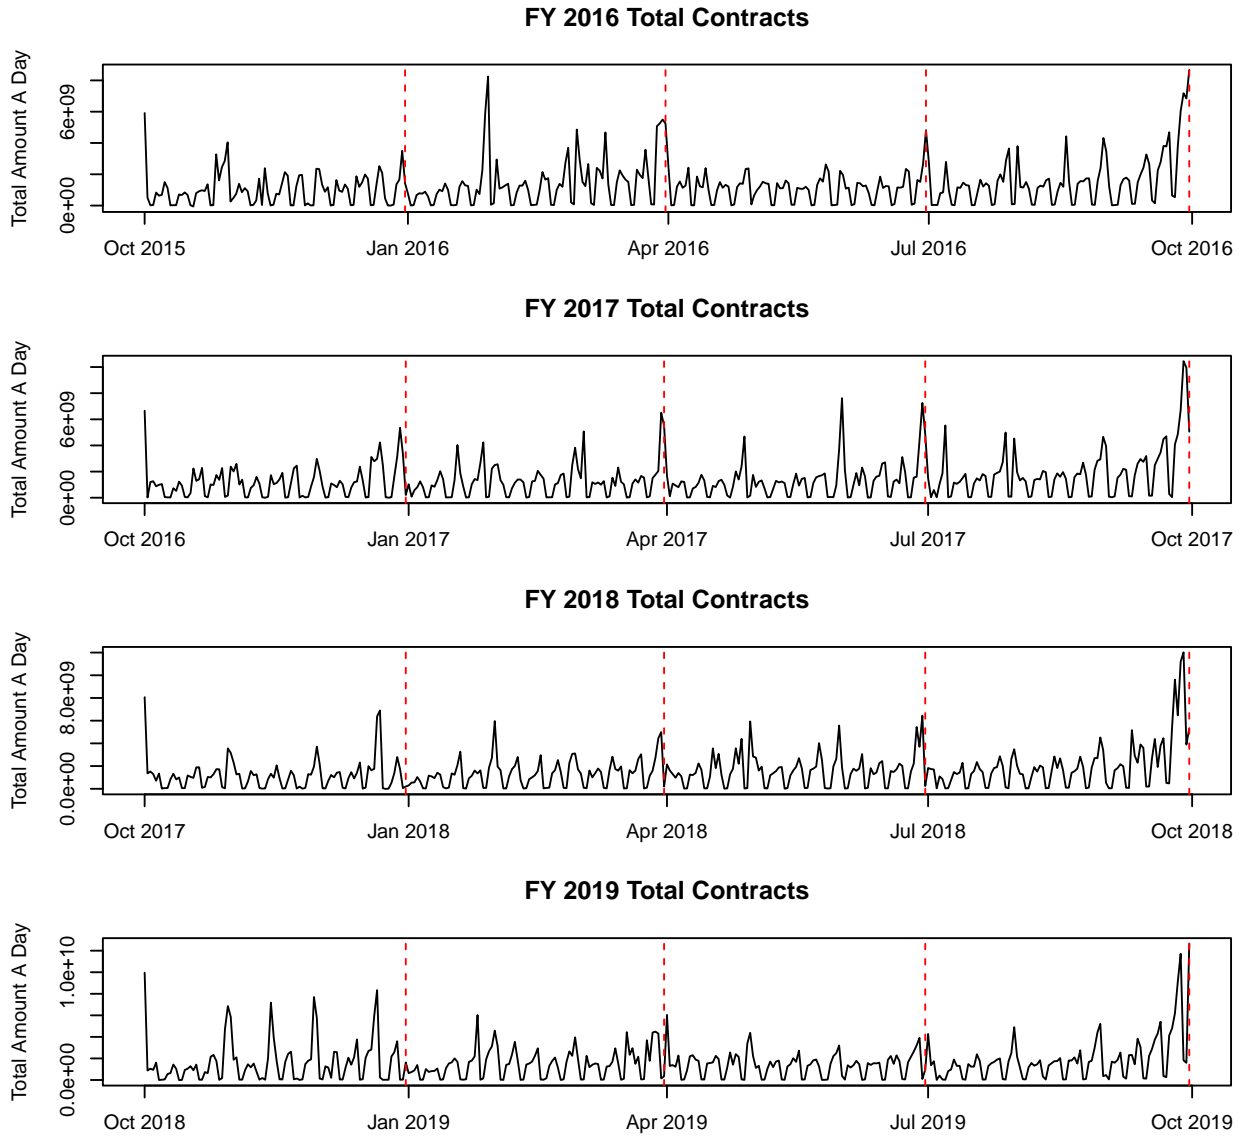 FY 2016 Total Contracts
Total Amount A Day
6e+09
0e+00
Oct 2015 Jan 2016 Apr 2016 Jul 2016 Oct 2016
FY 2017 Total Contracts
Total Amount A Day
6e+09
0e+00
Oct 2016 Jan 2017 Apr 2017 Jul 2017 Oct 2017
FY 2018 Total Contracts
Total Amount A Day
8.0e+09
0.0e+00
Oct 2017 Jan 2018 Apr 2018 Jul 2018 Oct 2018
FY 2019 Total Contracts
Total Amount A Day
1.0e+10
0.0e+00
Oct 2018 Jan 2019 Apr 2019 Jul 2019 Oct 2019